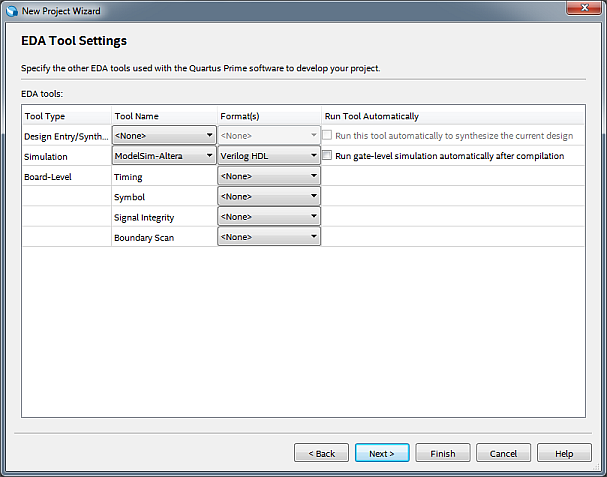 New Project Wizard
EDA Tool Settings
Specify the other EDA tools used with the Quartus Prime software to develop your project.
EDA tools:
Tool Type Tool Name Format(s) Run Tool Automatically
Design Entry/Synth... <None> <None> Run this tool automatically to synthesize the current design
Simulation ModelSim-Altera Verilog HDL Run gate-level simulation automatically after compilation
Board-Level Timing <None>
Symbol <None>
Signal Integrity <None>
Boundary Scan <None>
< Back Next > Finish Cancel Help